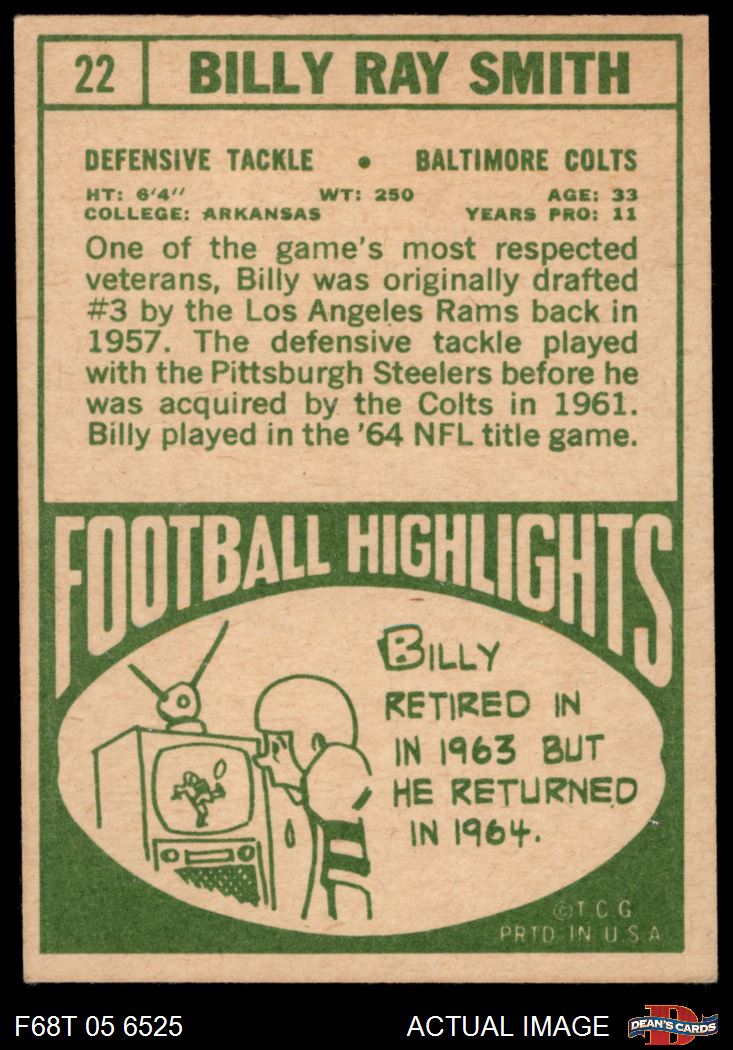 22 BILLY RAY SMITH
DEFENSIVE TACKLE • BALTIMORE COLTS
HT: 6'4" WT: 250 AGE: 33
COLLEGE: ARKANSAS YEARS PRO: 11
One of the game's most respected
veterans, Billy was originally drafted
#3 by the Los Angeles Rams back in
1957. The defensive tackle played
with the Pittsburgh Steelers before he
was acquired by the Colts in 1961.
Billy played in the '64 NFL title game.
FOOTBALL HIGHLIGHTS
BILLY
RETIRED IN
IN 1963 BUT
HE RETURNED
IN 1964.
©T.C.G.
PRTD IN U.S.A
F68T 05 6525 ACTUAL IMAGE DEAN'S CARDS